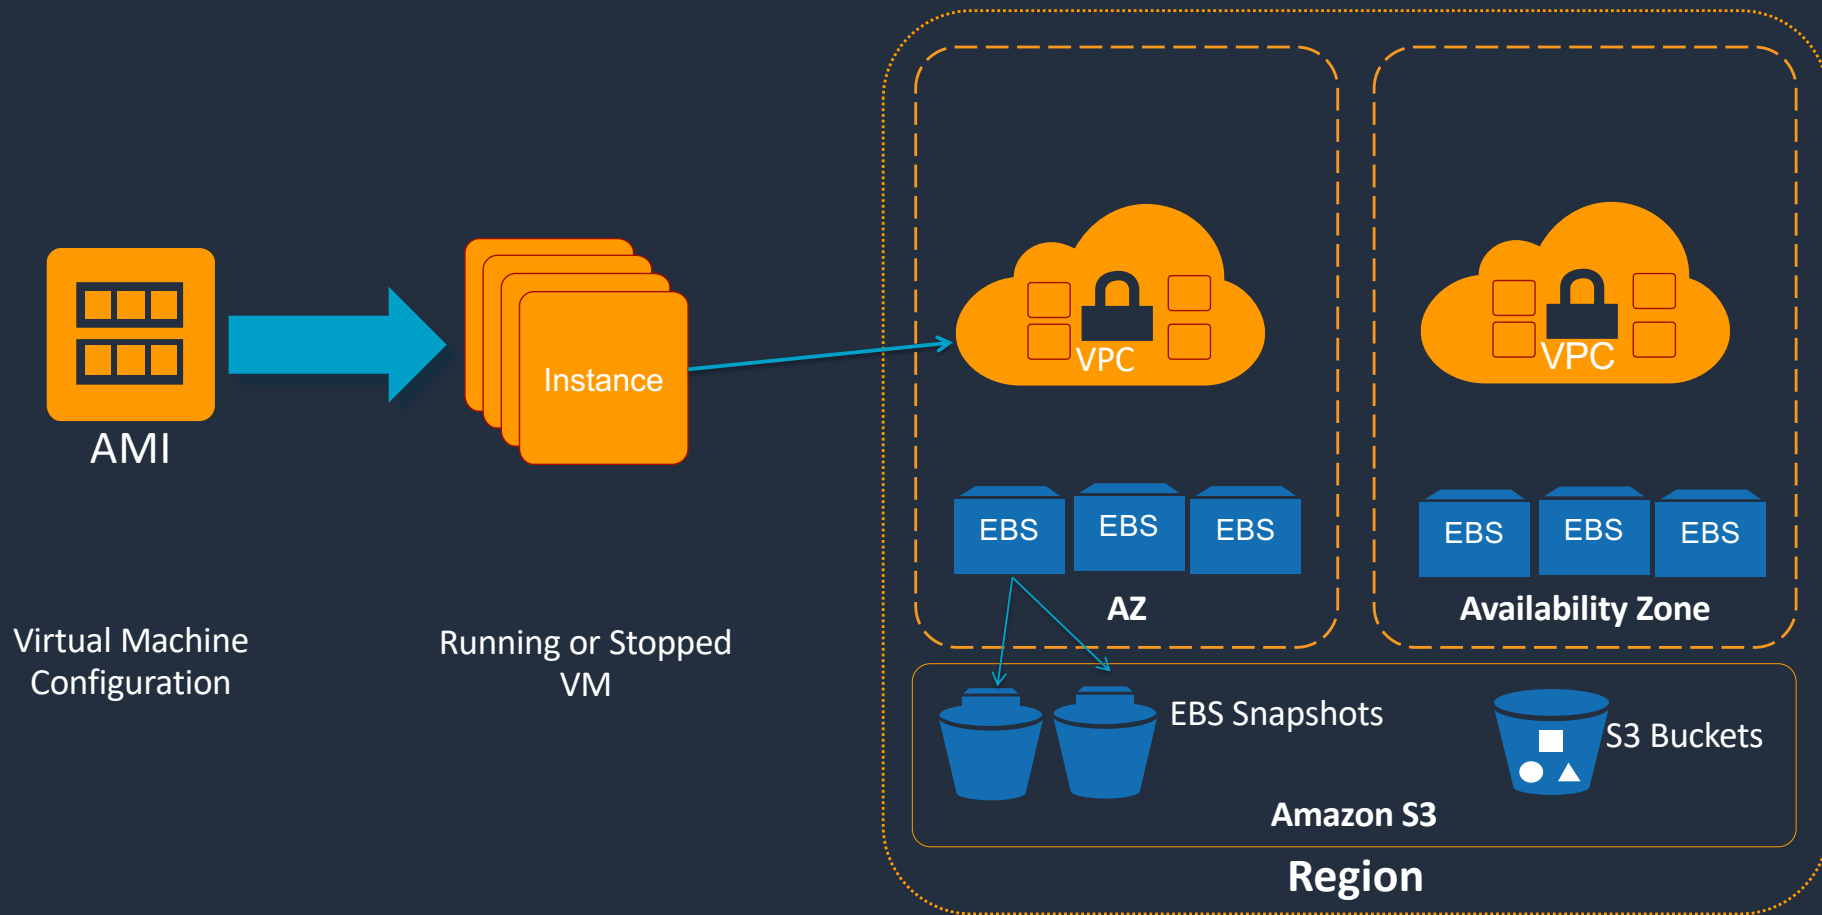 AMI
Virtual Machine
Configuration
Instance
Running or Stopped
VM
VPC
EBS
EBS
EBS
AZ
VPC
EBS
EBS
EBS
Availability Zone
EBS Snapshots
S3 Buckets
Amazon S3
Region